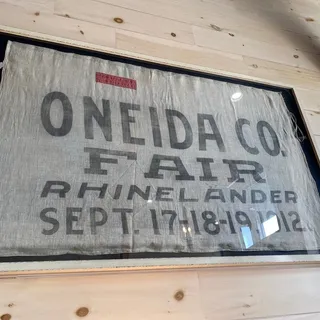 ONEIDA CO.
FAIR
RHINELANDER
SEPT. 17-18-19, 1912.